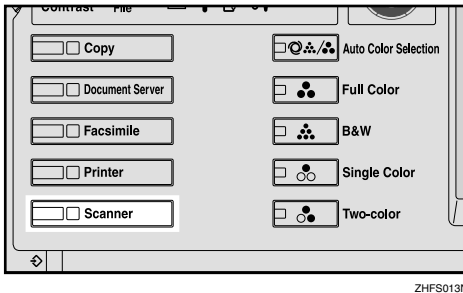 Contrast File
Copy
Auto Color Selection
Document Server
Full Color
Facsimile
B&W
Printer
Single Color
Scanner
Two-color
ZHFS013N